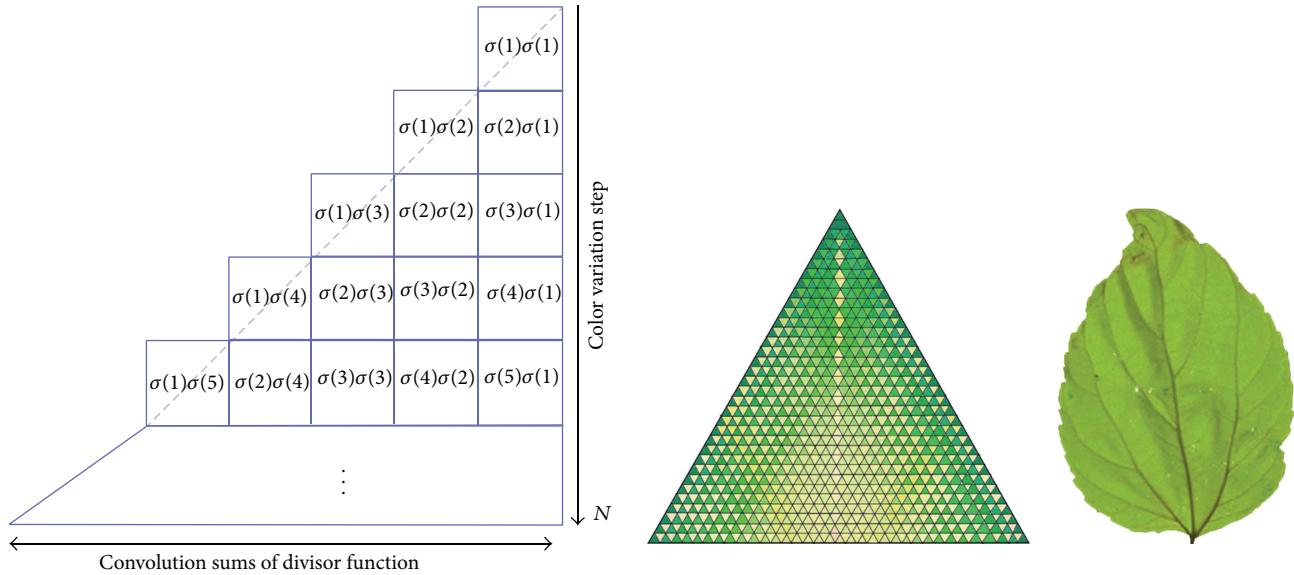 σ(1)σ(1)
σ(1)σ(2) σ(2)σ(1)
σ(1)σ(3) σ(2)σ(2) σ(3)σ(1)
σ(1)σ(4) σ(2)σ(3) σ(3)σ(2) σ(4)σ(1)
σ(1)σ(5) σ(2)σ(4) σ(3)σ(3) σ(4)σ(2) σ(5)σ(1)
⋮
Color variation step
N
Convolution sums of divisor function